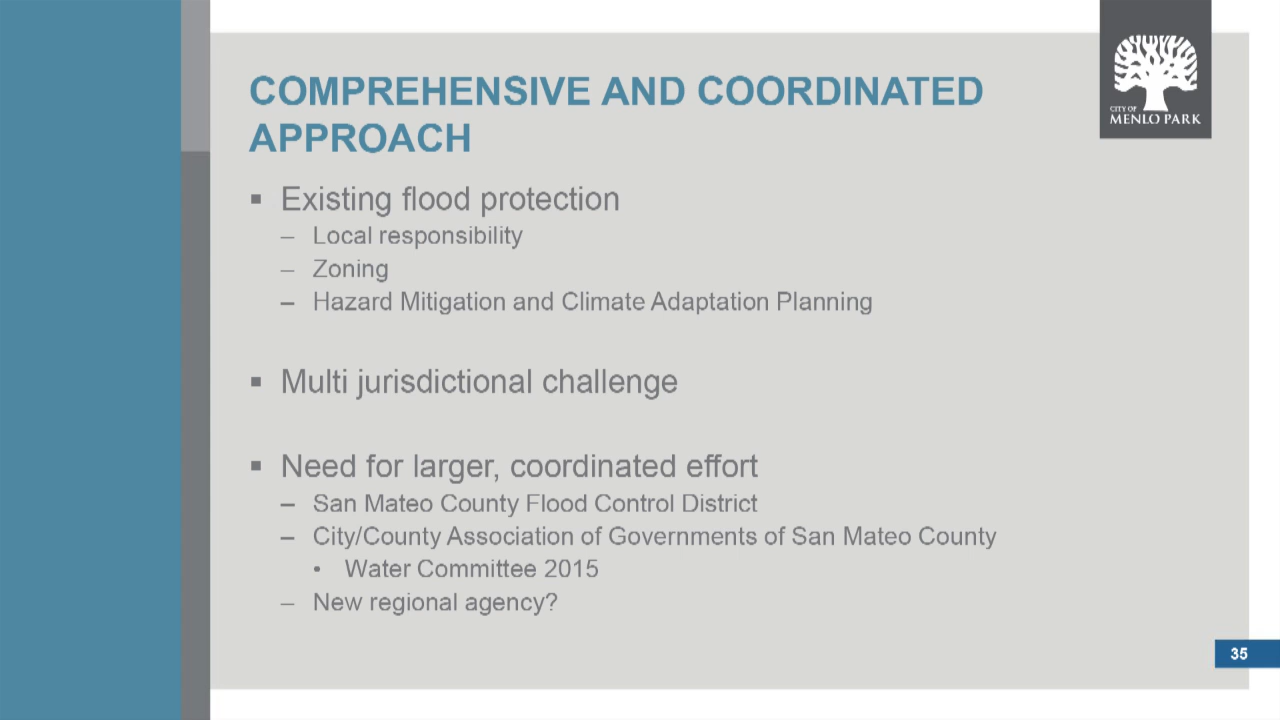 COMPREHENSIVE AND COORDINATED
APPROACH
CITY OF
MENLO PARK
▪ Existing flood protection
– Local responsibility
– Zoning
– Hazard Mitigation and Climate Adaptation Planning
▪ Multi jurisdictional challenge
▪ Need for larger, coordinated effort
– San Mateo County Flood Control District
– City/County Association of Governments of San Mateo County
• Water Committee 2015
– New regional agency?
35